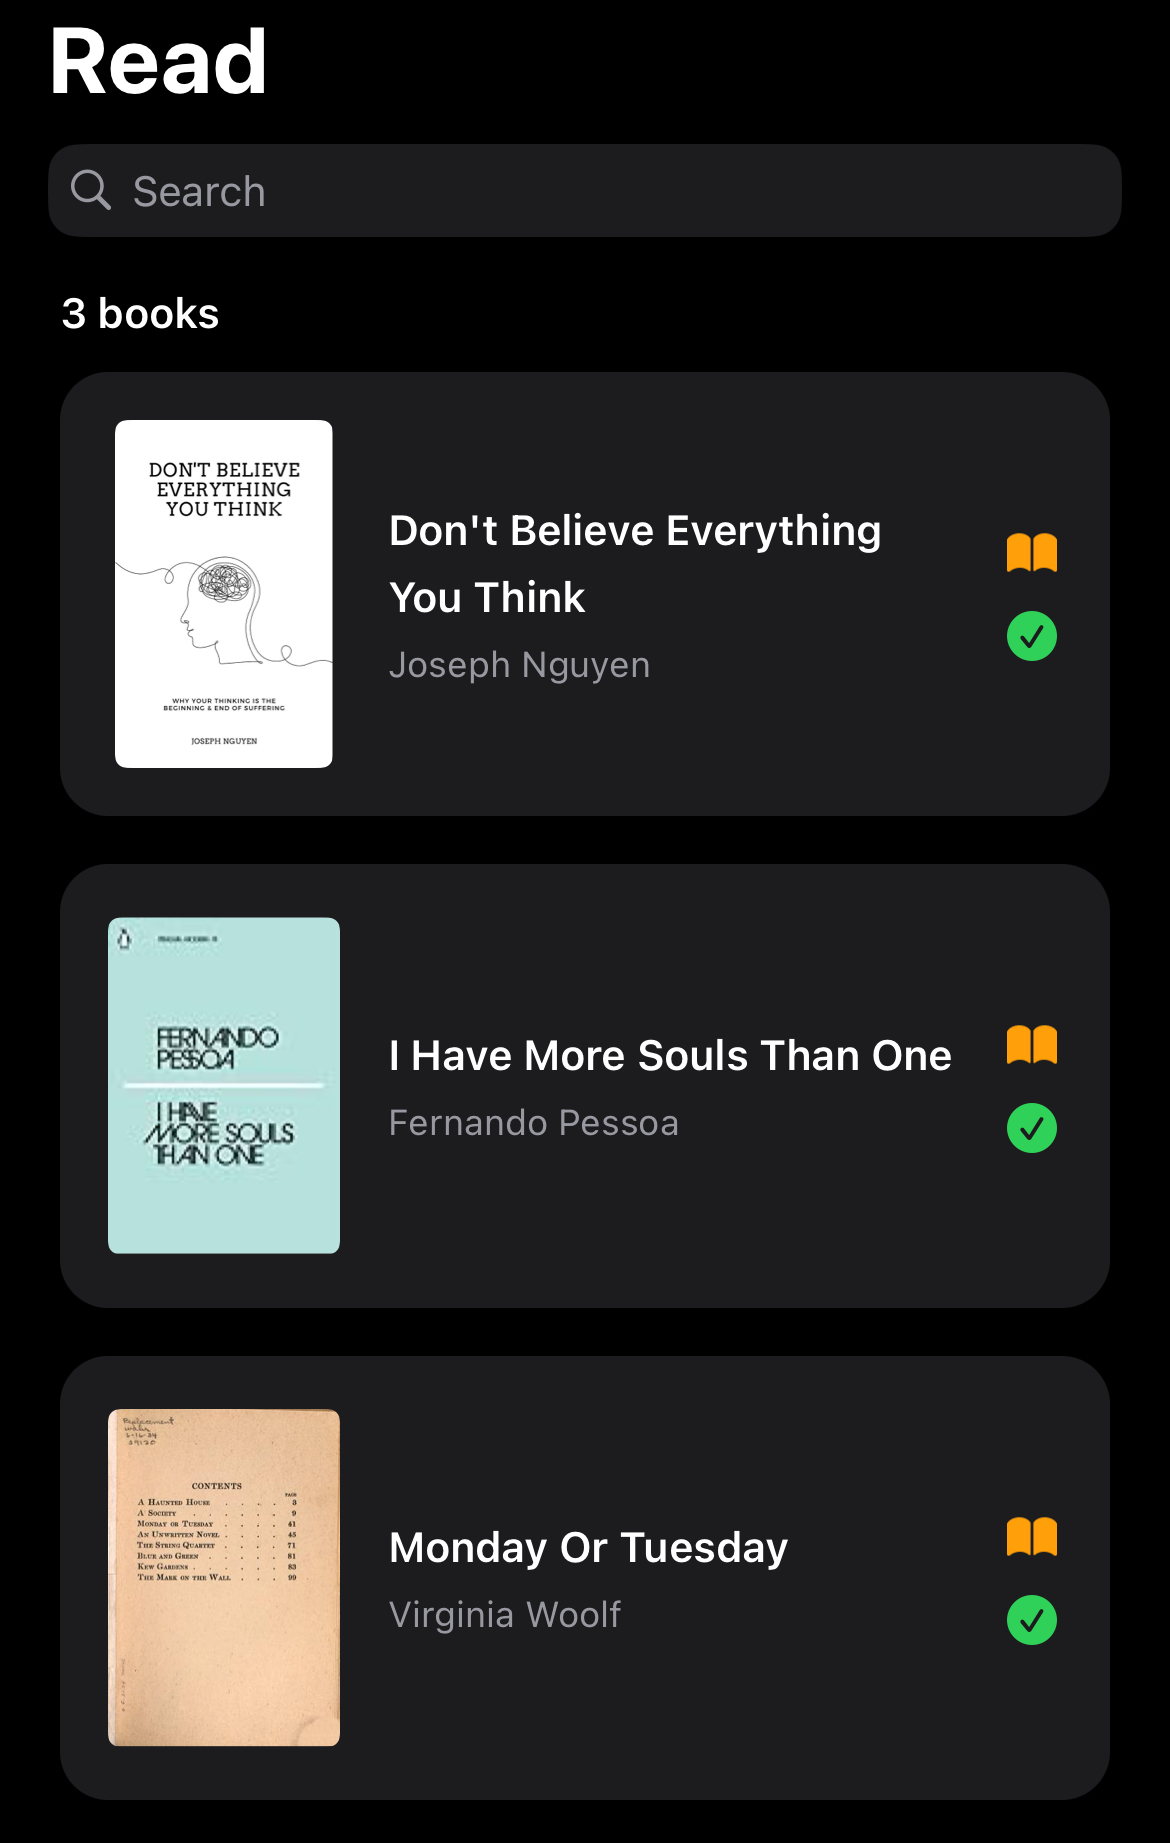 Read
Search
3 books
DON'T BELIEVE
EVERYTHING
YOU THINK
WHY YOUR THINKING IS THE
BEGINNING & END OF SUFFERING
JOSEPH NGUYEN
Don't Believe Everything
You Think
Joseph Nguyen
FERNANDO
PESSOA
I HAVE
MORE SOULS
THAN ONE
I Have More Souls Than One
Fernando Pessoa
Replacement
CONTENTS
PAGE
A HAUNTED HOUSE . . . . 3
A SOCIETY . . . . . . 9
MONDAY OR TUESDAY . . . . 41
AN UNWRITTEN NOVEL . . . . 45
THE STRING QUARTET . . . . 71
BLUE AND GREEN . . . . . 81
KEW GARDENS . . . . . . 83
THE MARK ON THE WALL . . . 99
Monday Or Tuesday
Virginia Woolf